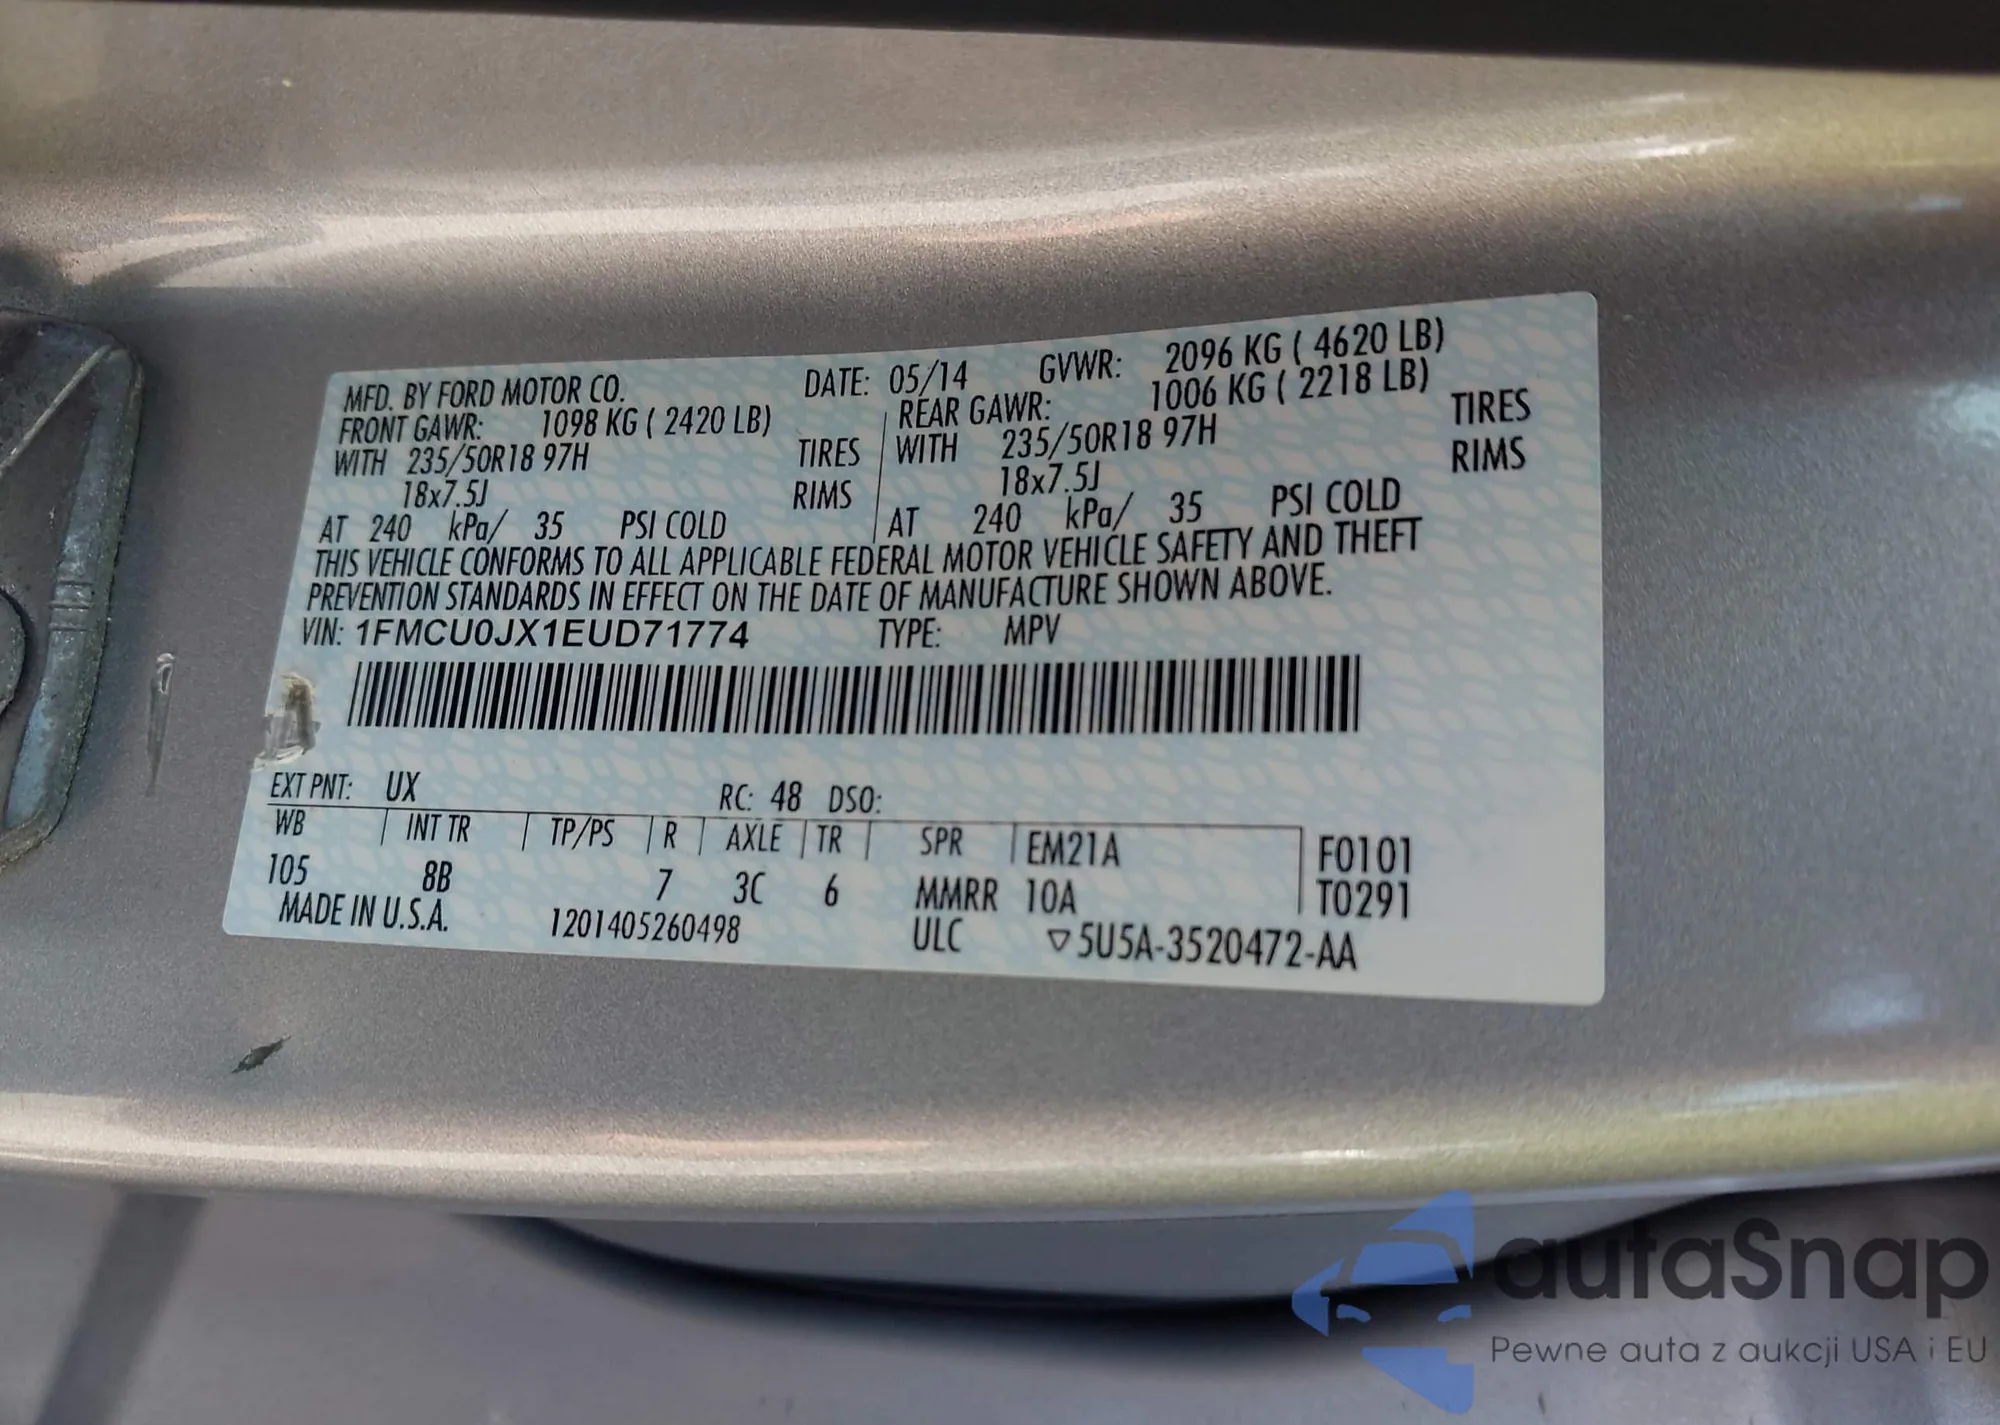 MFD. BY FORD MOTOR CO. DATE: 05/14 GVWR: 2096 KG ( 4620 LB)
FRONT GAWR: 1098 KG ( 2420 LB) REAR GAWR: 1006 KG ( 2218 LB)
WITH 235/50R18 97H TIRES WITH 235/50R18 97H TIRES
18x7.5J RIMS 18x7.5J RIMS
AT 240 kPa/ 35 PSI COLD AT 240 kPa/ 35 PSI COLD
THIS VEHICLE CONFORMS TO ALL APPLICABLE FEDERAL MOTOR VEHICLE SAFETY AND THEFT
PREVENTION STANDARDS IN EFFECT ON THE DATE OF MANUFACTURE SHOWN ABOVE.
VIN: 1FMCU0JX1EUD71774 TYPE: MPV
EXT PNT: UX RC: 48 DSO:
WB INT TR TP/PS R AXLE TR SPR EM21A F0101
105 8B 7 3C 6 MMRR 10A T0291
MADE IN U.S.A. 1201405260498 ULC ▽5U5A-3520472-AA
autaSnap
Pewne auta z aukcji USA i EU